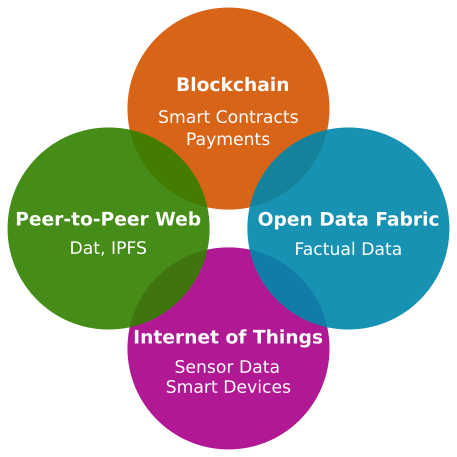 Blockchain
Smart Contracts
Payments
Peer-to-Peer Web
Dat, IPFS
Open Data Fabric
Factual Data
Internet of Things
Sensor Data
Smart Devices